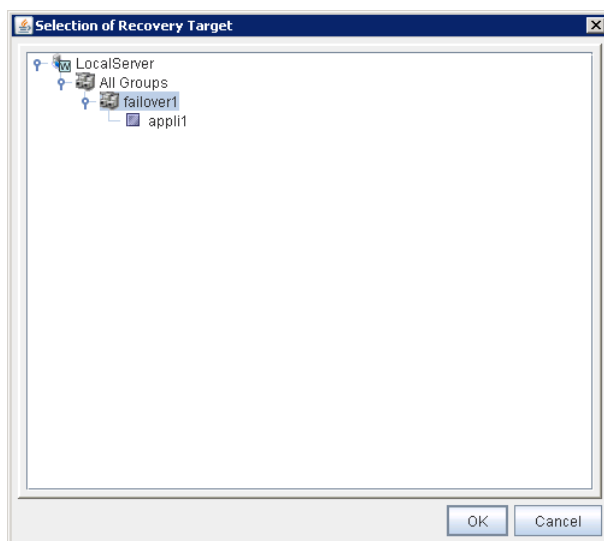 Selection of Recovery Target
LocalServer
All Groups
failover1
appli1
OK
Cancel